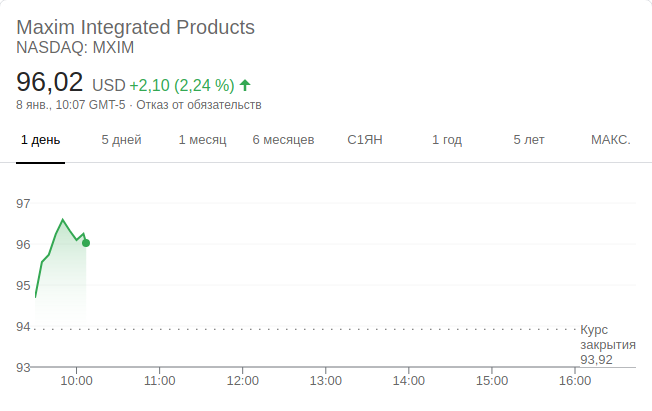 Maxim Integrated Products
NASDAQ: MXIM
96,02 USD +2,10 (2,24 %)
8 янв., 10:07 GMT-5 · Отказ от обязательств
1 день 5 дней 1 месяц 6 месяцев С1ЯН 1 год 5 лет МАКС.
97
96
95
94
Курс
закрытия
93,92
93
10:00 11:00 12:00 13:00 14:00 15:00 16:00